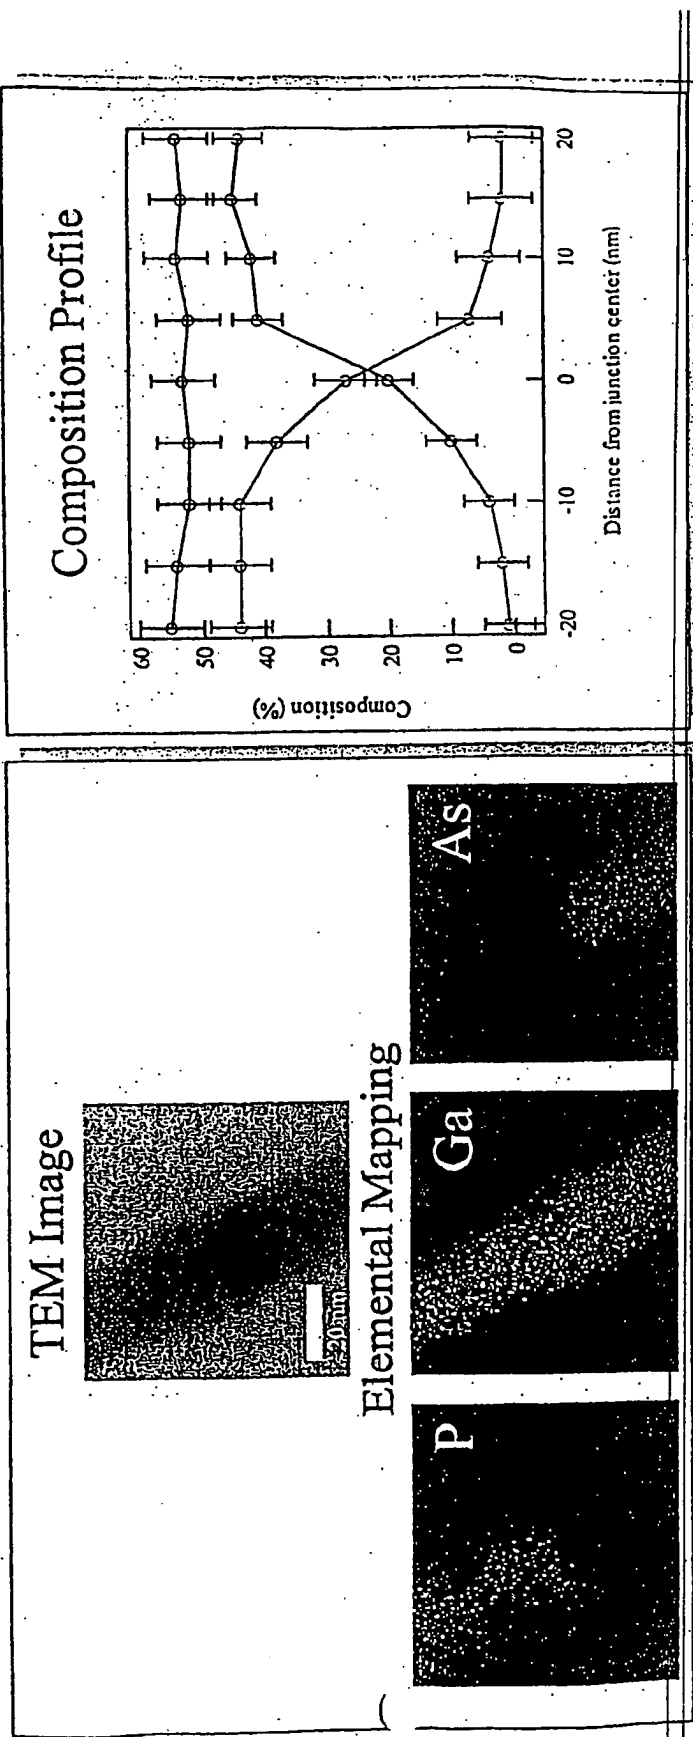 TEM Image
20 nm
Elemental Mapping
P
Ga
As
Composition Profile
Composition (%)
60
50
40
30
20
10
0
-20
-10
0
10
20
Distance from junction center (nm)